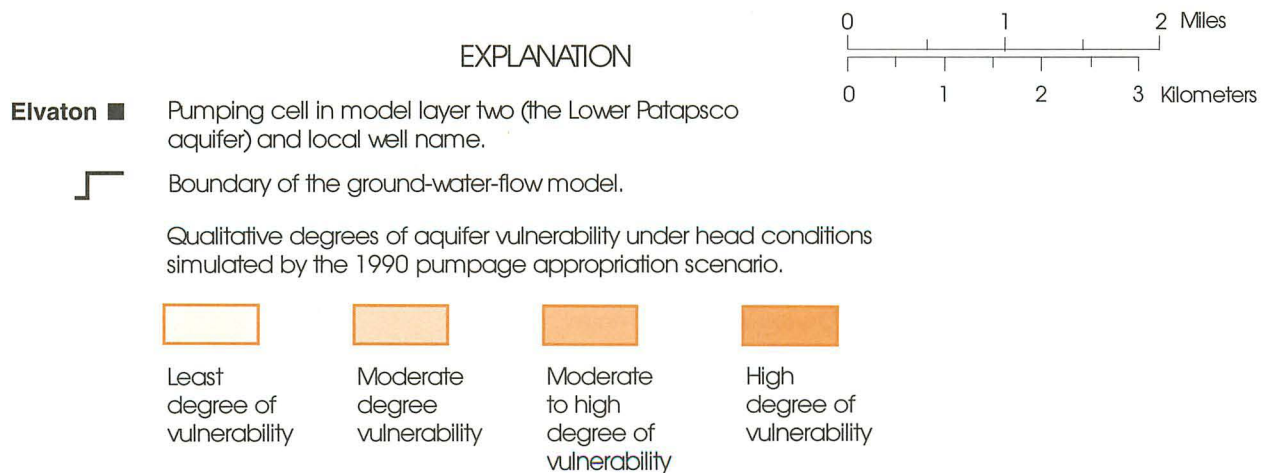 0 1 2 Miles
0 1 2 3 Kilometers
EXPLANATION
Elvaton Pumping cell in model layer two (the Lower Patapsco
aquifer) and local well name.
Boundary of the ground-water-flow model.
Qualitative degrees of aquifer vulnerability under head conditions
simulated by the 1990 pumpage appropriation scenario.
Least
degree of
vulnerability
Moderate
degree
vulnerability
Moderate
to high
degree of
vulnerability
High
degree of
vulnerability